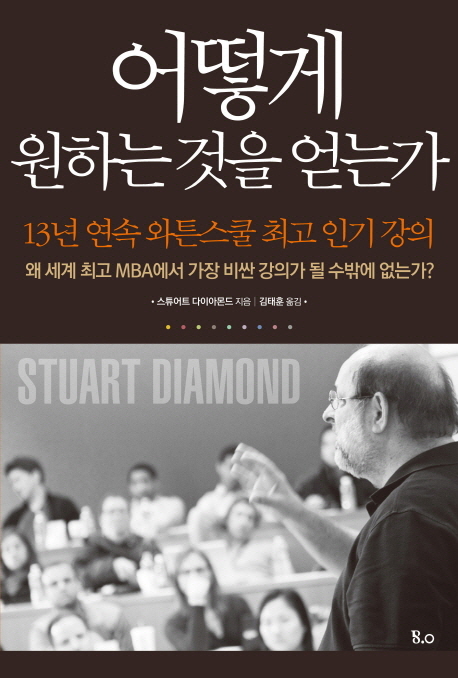 어떻게
원하는 것을 얻는가
13년 연속 와튼스쿨 최고 인기 강의
왜 세계 최고 MBA에서 가장 비싼 강의가 될 수밖에 없는가?
• 스튜어트 다이아몬드 지음 | 김태훈 옮김 •
STUART DIAMOND
8.0